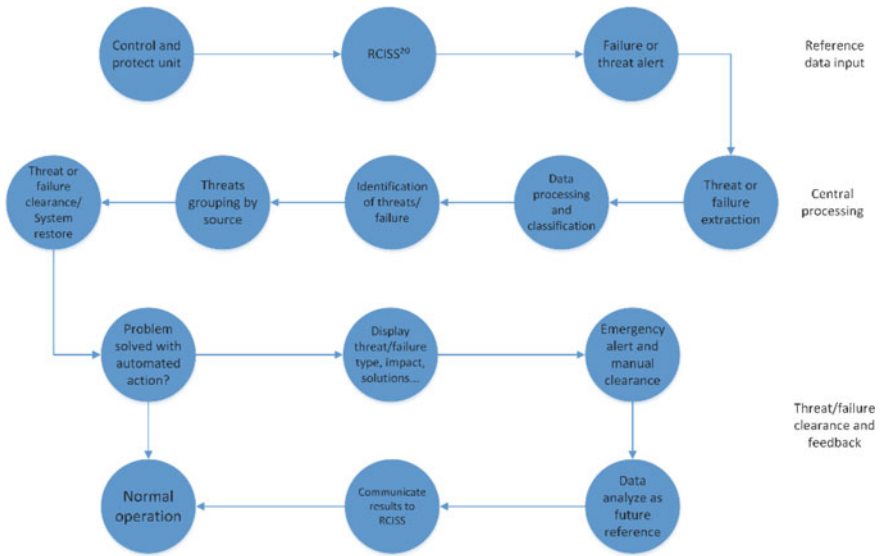 Control and
protect unit
RCISS²⁰
Failure or
threat alert
Reference
data input
Threat or
failure
clearance/
System
restore
Threats
grouping by
source
Identification
of threats/
failure
Data
processing
and
classification
Threat or
failure
extraction
Central
processing
Problem
solved with
automated
action?
Display
threat/failure
type, impact,
solutions...
Emergency
alert and
manual
clearance
Threat/failure
clearance and
feedback
Normal
operation
Communicate
results to
RCISS
Data
analyze as
future
reference